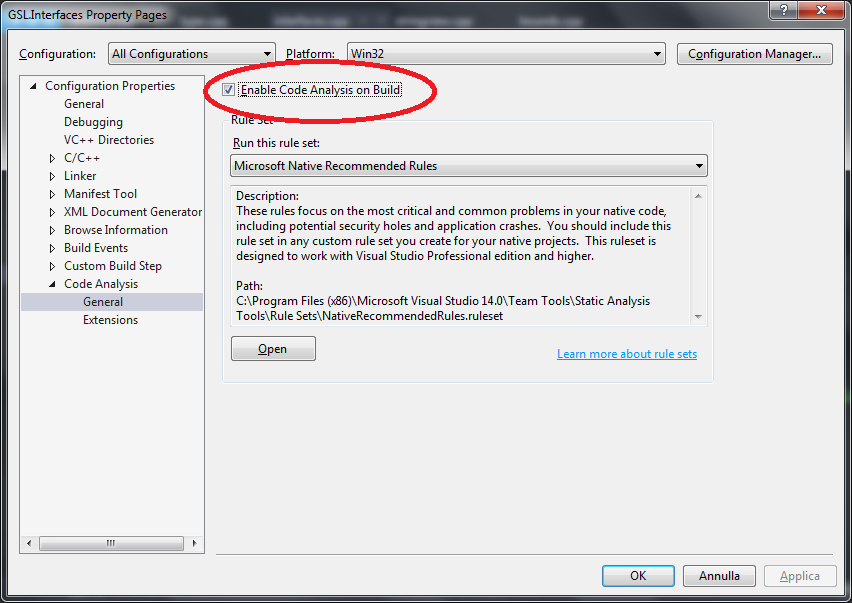 GSL.Interfaces Property Pages
Configuration: All Configurations Platform: Win32 Configuration Manager...
Configuration Properties
General
Debugging
VC++ Directories
C/C++
Linker
Manifest Tool
XML Document Generator
Browse Information
Build Events
Custom Build Step
Code Analysis
General
Extensions
Enable Code Analysis on Build
Rule Set
Run this rule set:
Microsoft Native Recommended Rules
Description:
These rules focus on the most critical and common problems in your native code,
including potential security holes and application crashes. You should include this
rule set in any custom rule set you create for your native projects. This ruleset is
designed to work with Visual Studio Professional edition and higher.
Path:
C:\Program Files (x86)\Microsoft Visual Studio 14.0\Team Tools\Static Analysis
Tools\Rule Sets\NativeRecommendedRules.ruleset
Open
Learn more about rule sets
OK Annulla Applica